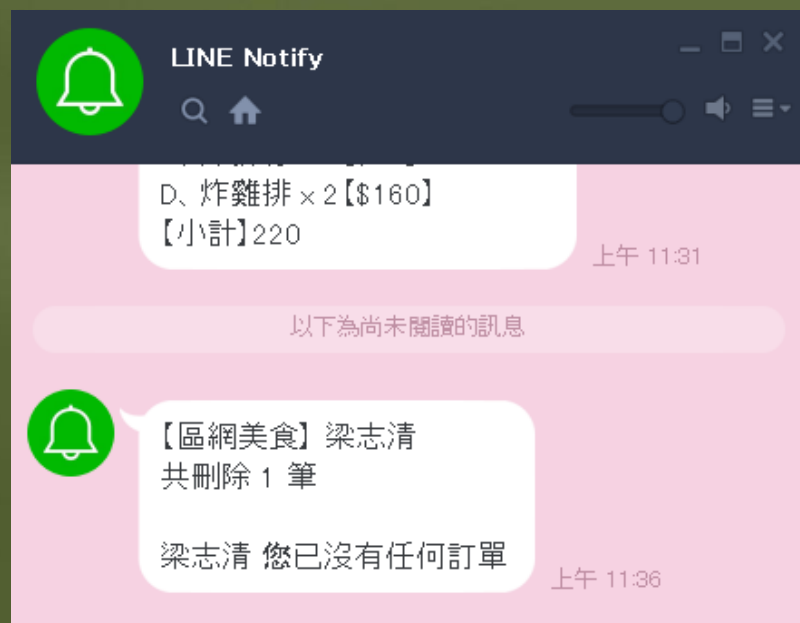 LINE Notify
D、炸雞排 × 2【$160】
【小計】220
上午 11:31
以下為尚未閱讀的訊息
【區網美食】 梁志清
共刪除 1 筆
梁志清 您已沒有任何訂單
上午 11:36